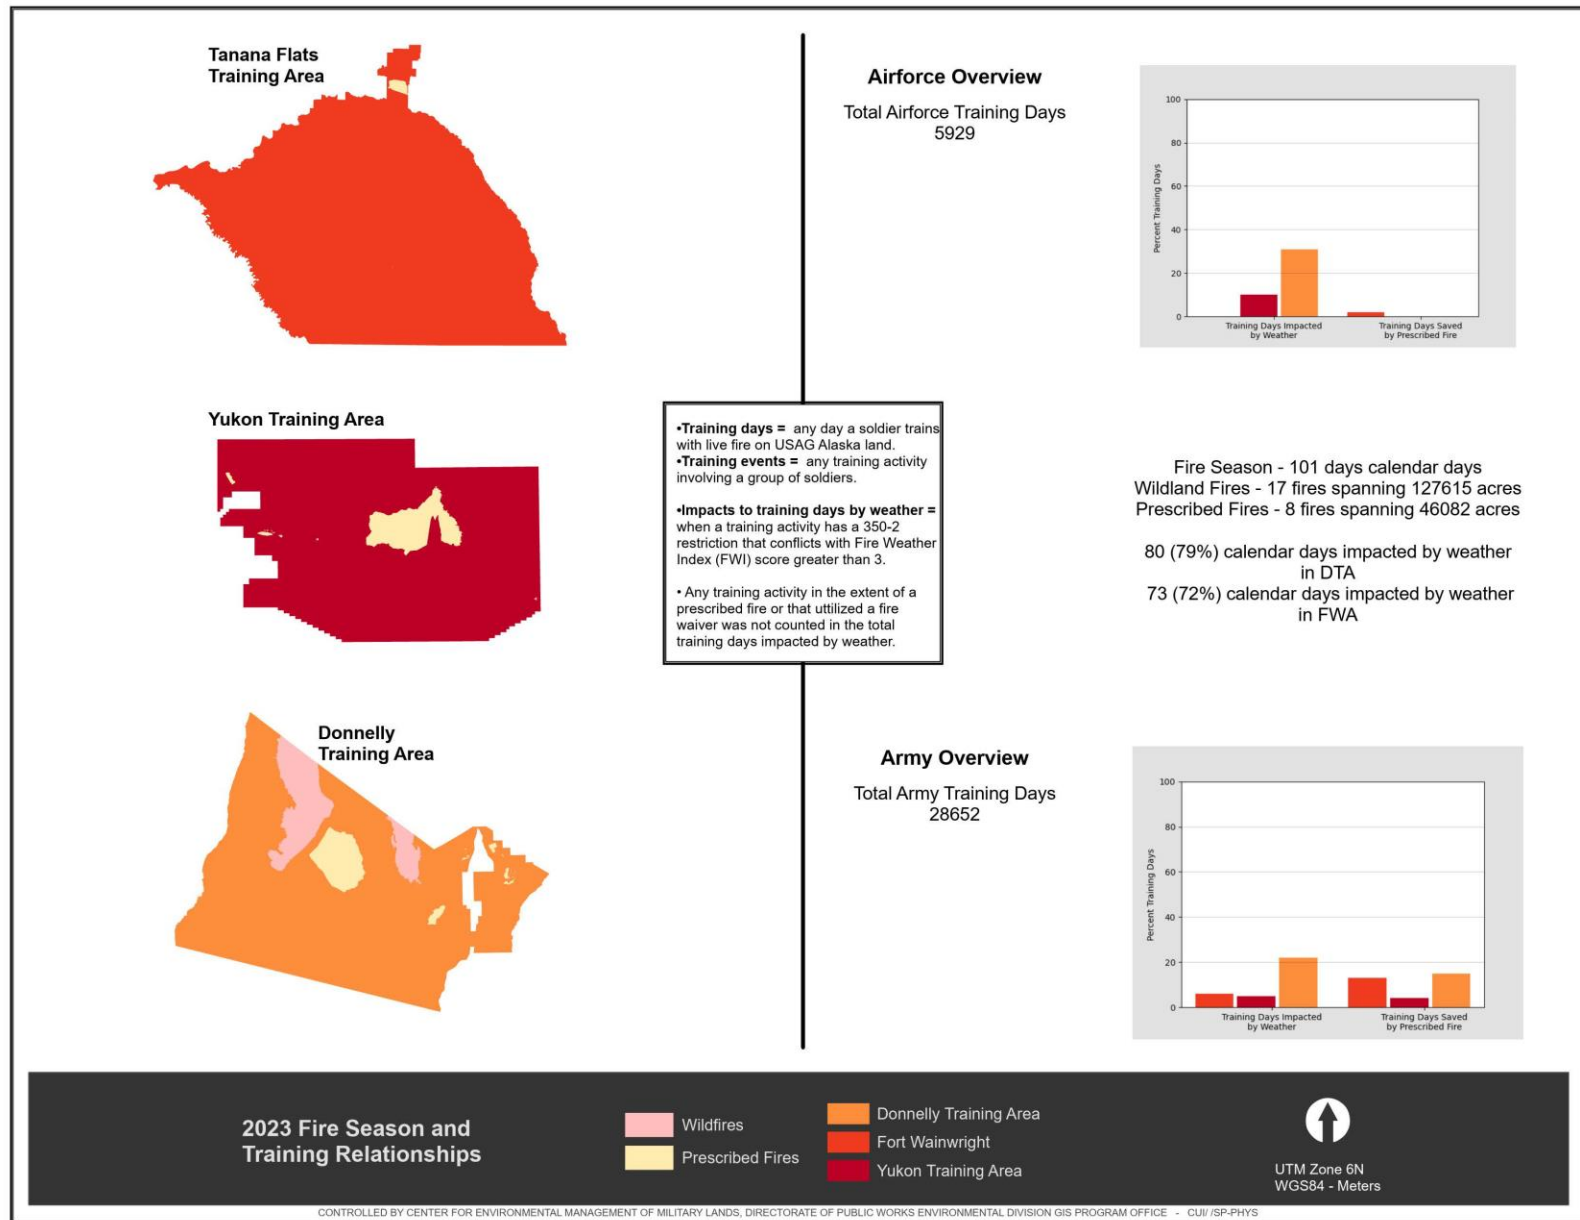 Tanana Flats
Training Area
Yukon Training Area
Donnelly
Training Area
Airforce Overview
Total Airforce Training Days
5929
100
80
60
40
20
0
Percent Training Days
Training Days Impacted
by Weather
Training Days Saved
by Prescribed Fire
•Training days = any day a soldier trains
with live fire on USAG Alaska land.
•Training events = any training activity
involving a group of soldiers.
•Impacts to training days by weather =
when a training activity has a 350-2
restriction that conflicts with Fire Weather
Index (FWI) score greater than 3.
• Any training activity in the extent of a
prescribed fire or that uttilized a fire
waiver was not counted in the total
training days impacted by weather.
Fire Season - 101 days calendar days
Wildland Fires - 17 fires spanning 127615 acres
Prescribed Fires - 8 fires spanning 46082 acres
80 (79%) calendar days impacted by weather
in DTA
73 (72%) calendar days impacted by weather
in FWA
Army Overview
Total Army Training Days
28652
100
80
60
40
20
0
Percent Training Days
Training Days Impacted
by Weather
Training Days Saved
by Prescribed Fire
2023 Fire Season and
Training Relationships
Wildfires
Prescribed Fires
Donnelly Training Area
Fort Wainwright
Yukon Training Area
UTM Zone 6N
WGS84 - Meters
CONTROLLED BY CENTER FOR ENVIRONMENTAL MANAGEMENT OF MILITARY LANDS, DIRECTORATE OF PUBLIC WORKS ENVIRONMENTAL DIVISION GIS PROGRAM OFFICE - CUI/ /SP-PHYS